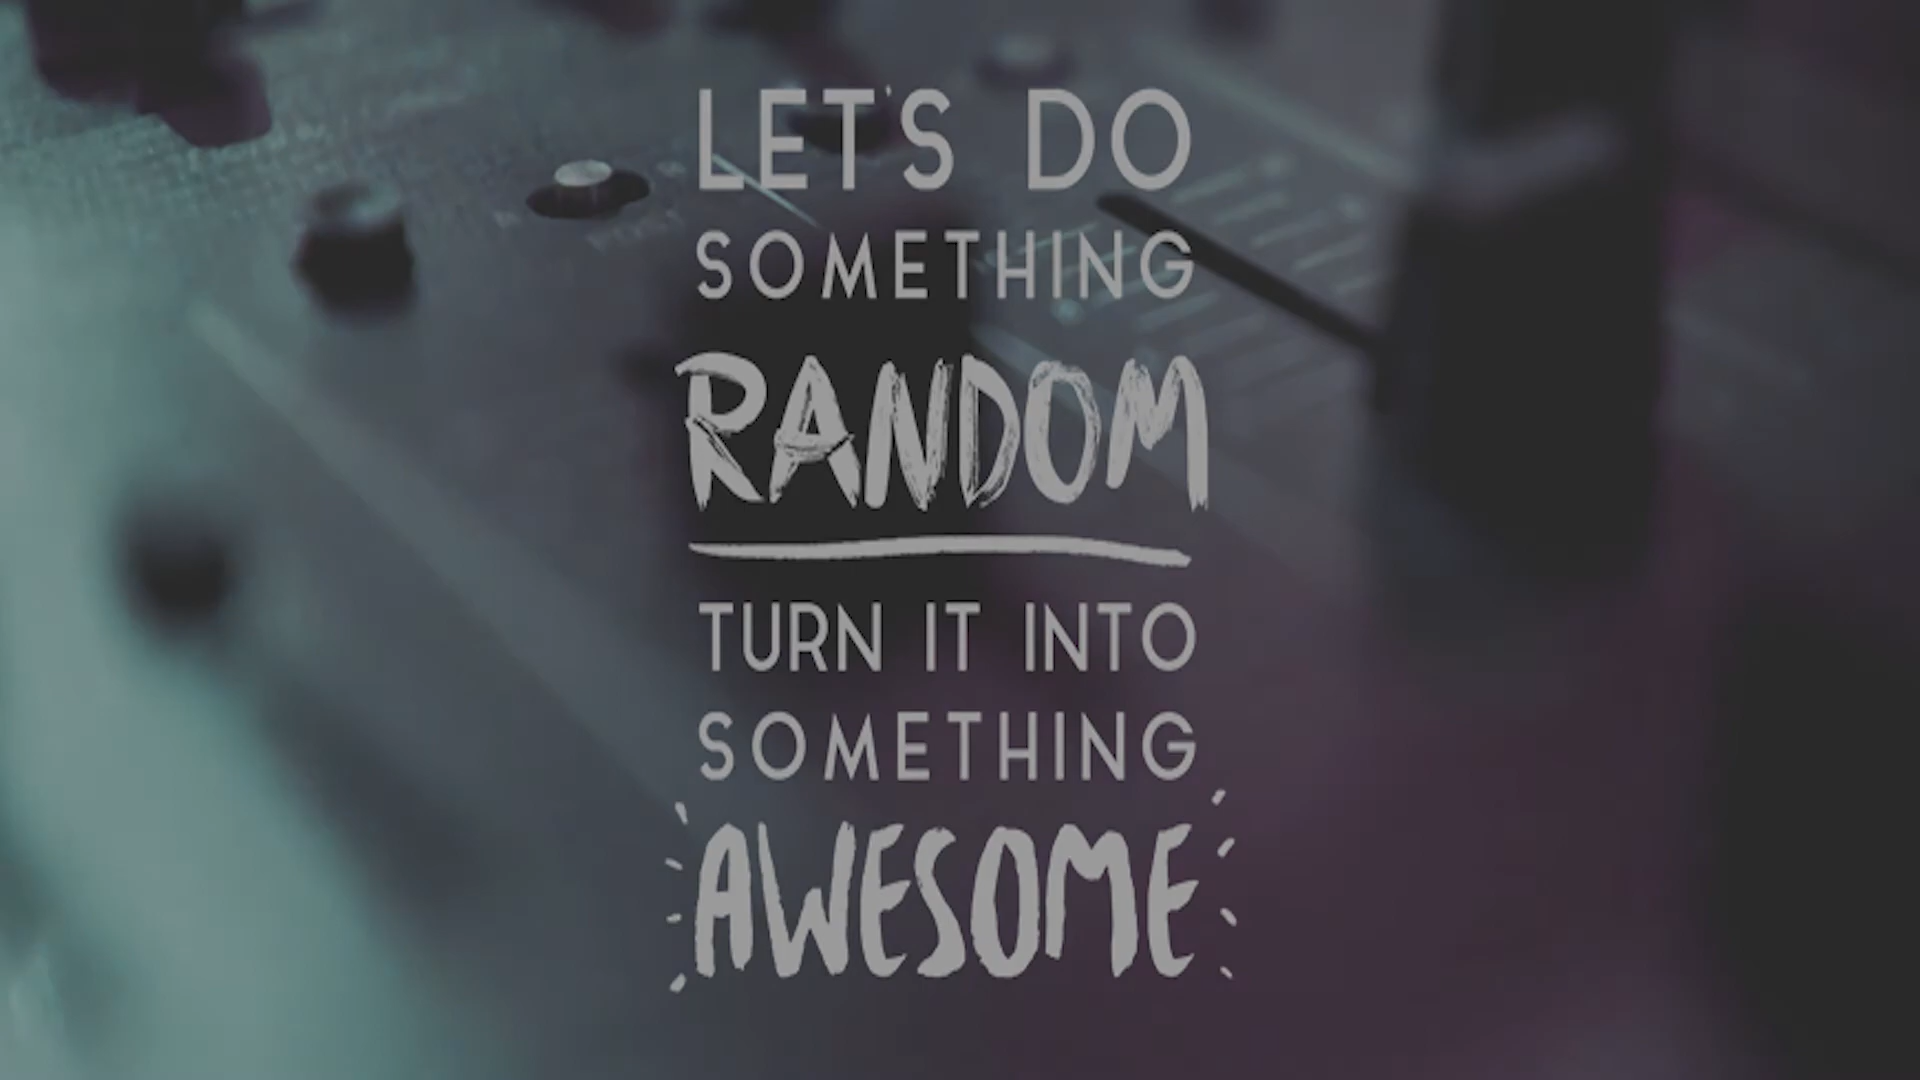 LET'S DO
SOMETHING
RANDOM
TURN IT INTO
SOMETHING
AWESOME